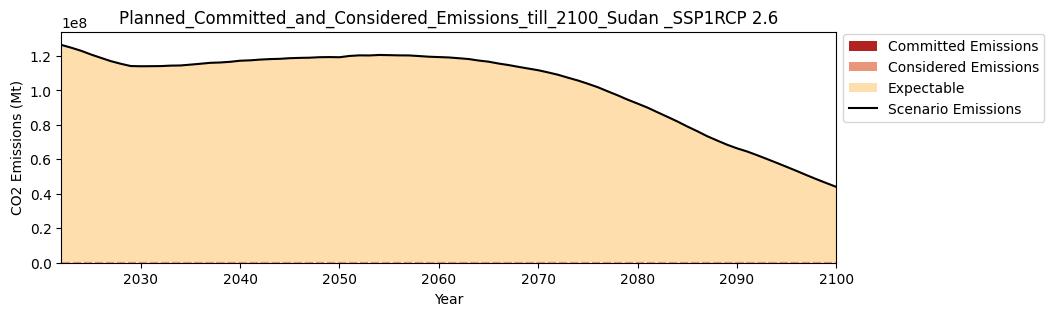 Planned_Committed_and_Considered_Emissions_till_2100_Sudan _SSP1RCP 2.6
1e8
1.2
1.0
0.8
0.6
0.4
0.2
0.0
CO2 Emissions (Mt)
2030 2040 2050 2060 2070 2080 2090 2100
Year
Committed Emissions
Considered Emissions
Expectable
Scenario Emissions